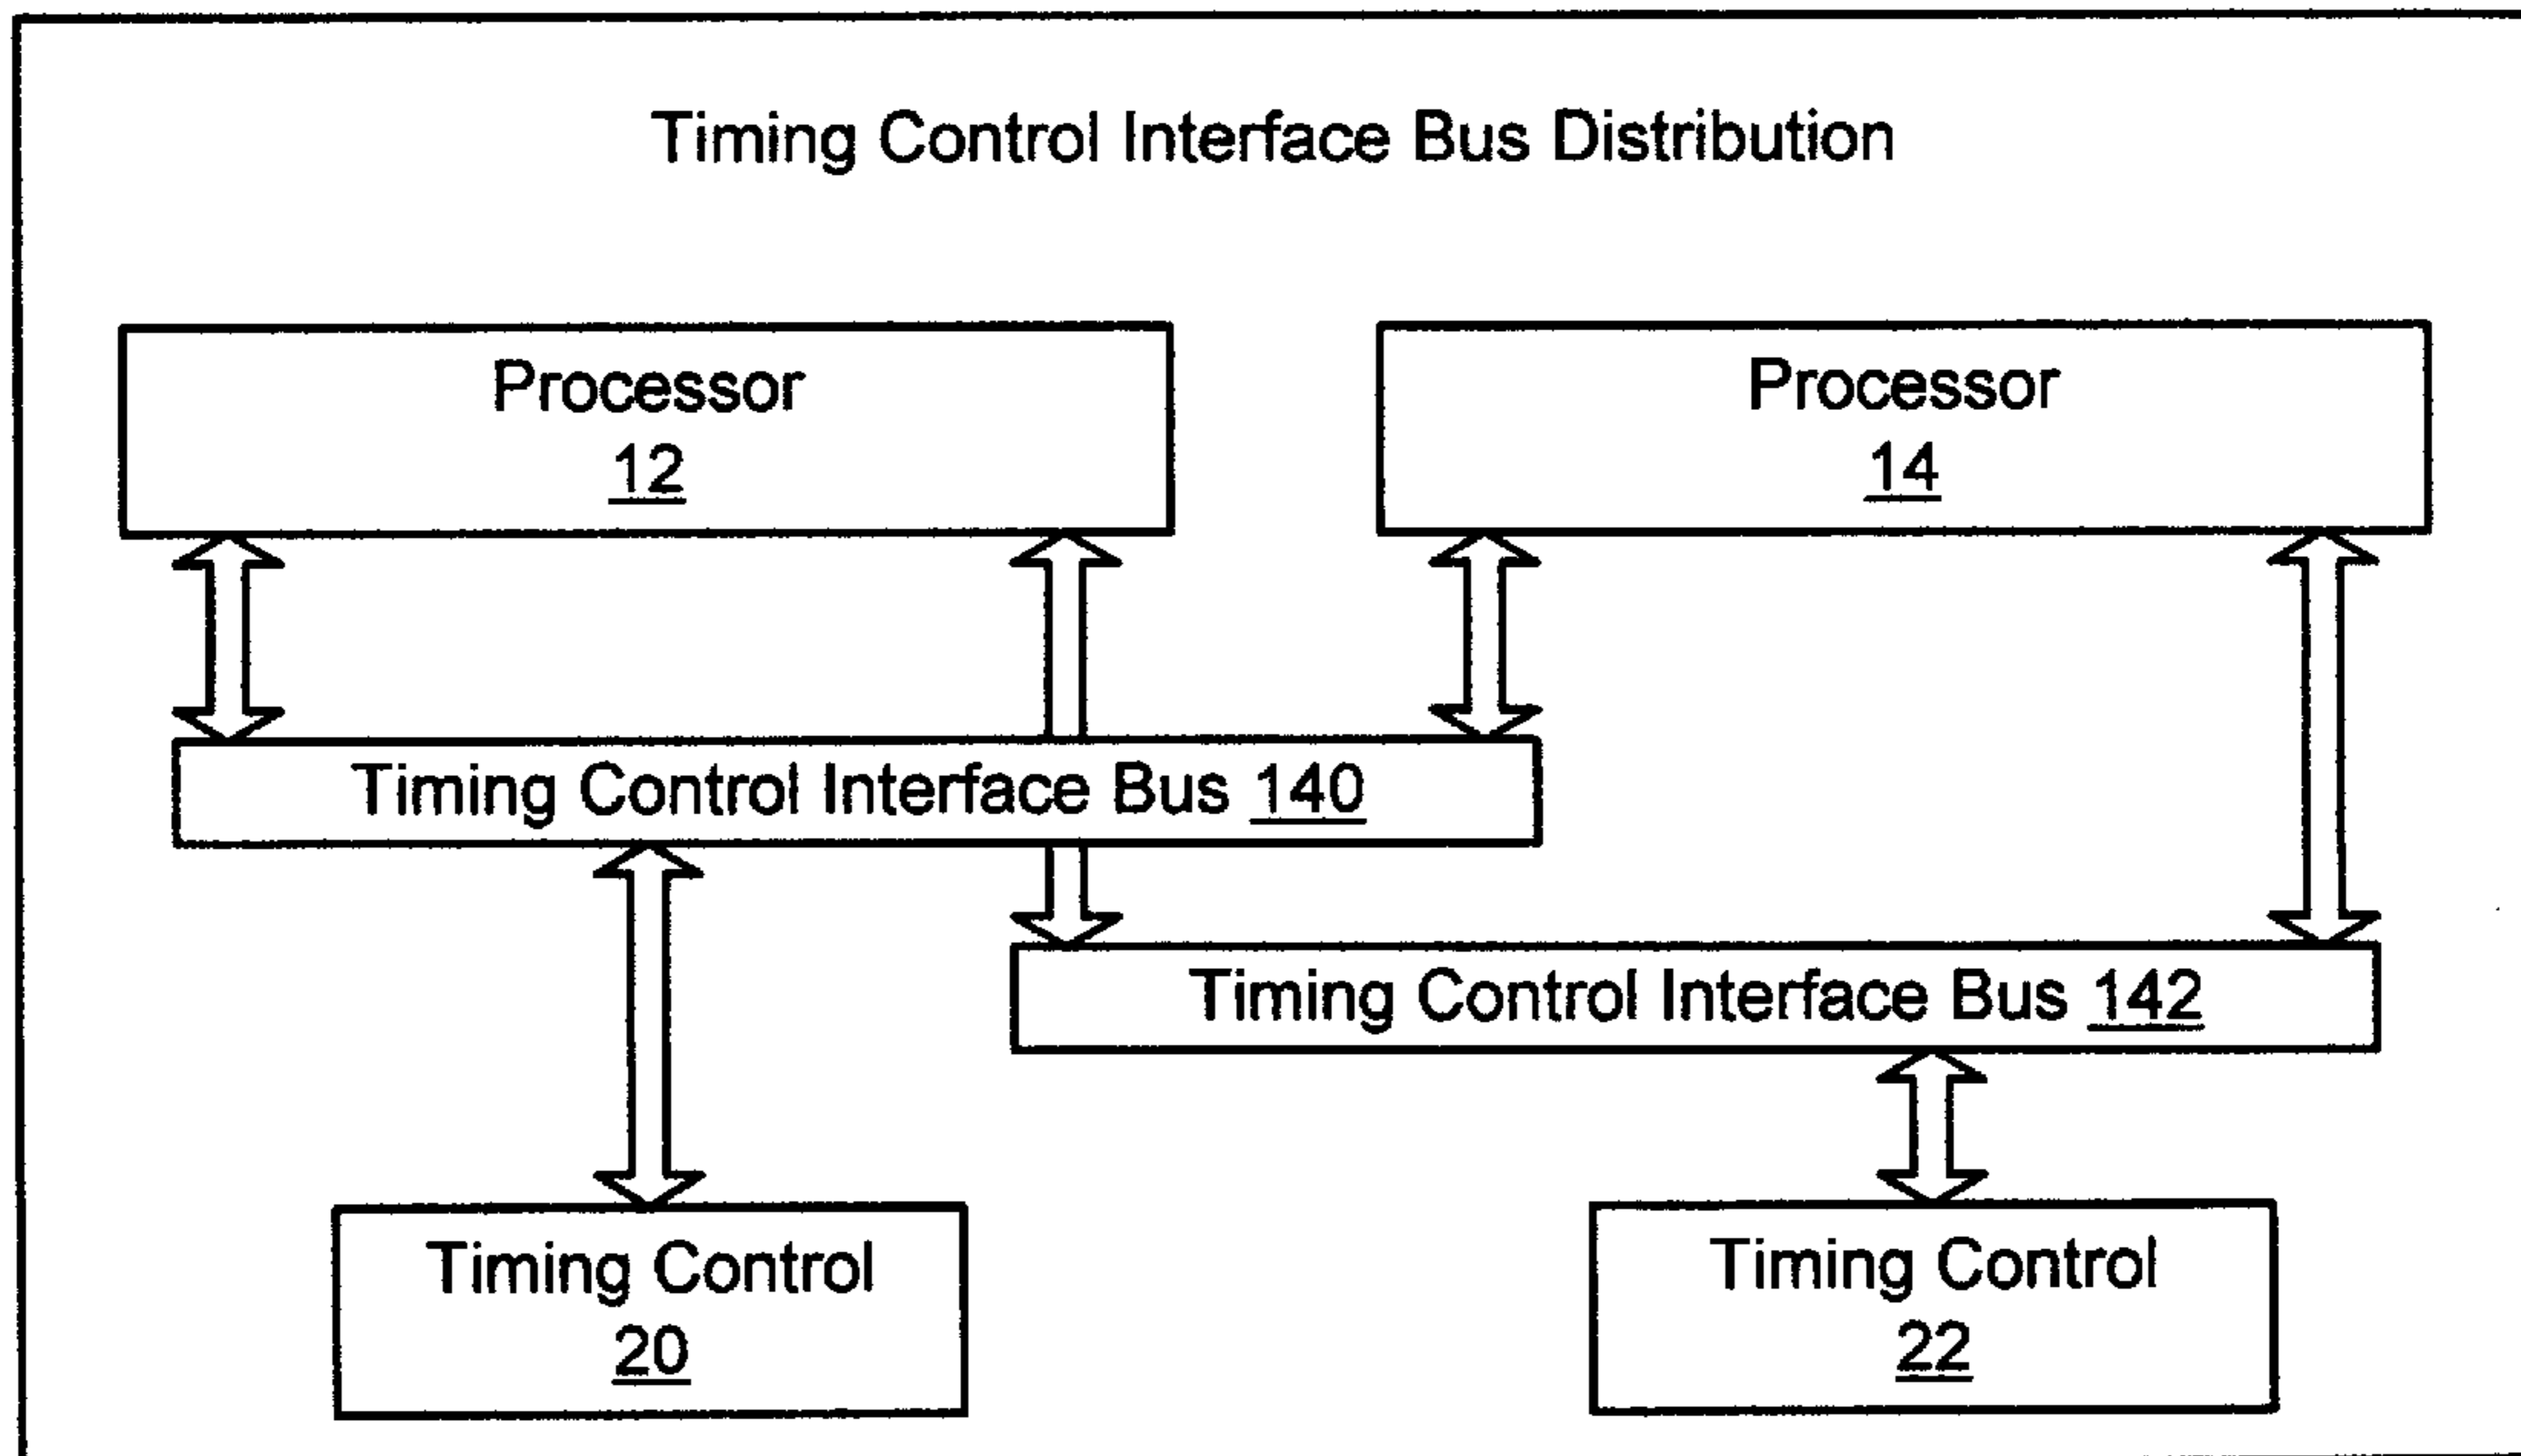 Timing Control Interface Bus Distribution
Processor
12
Processor
14
Timing Control Interface Bus 140
Timing Control Interface Bus 142
Timing Control
20
Timing Control
22